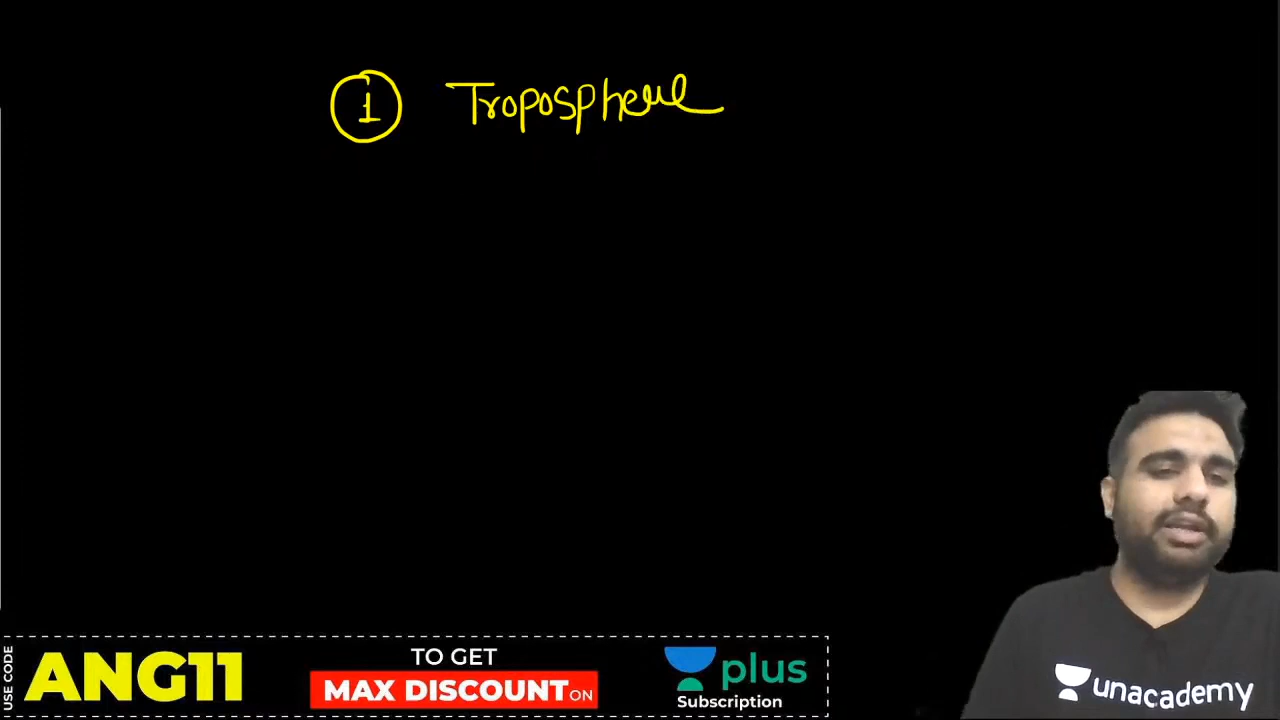 1 Troposphere
USE CODE
ANG11
TO GET
MAX DISCOUNT ON
plus
Subscription
unacademy